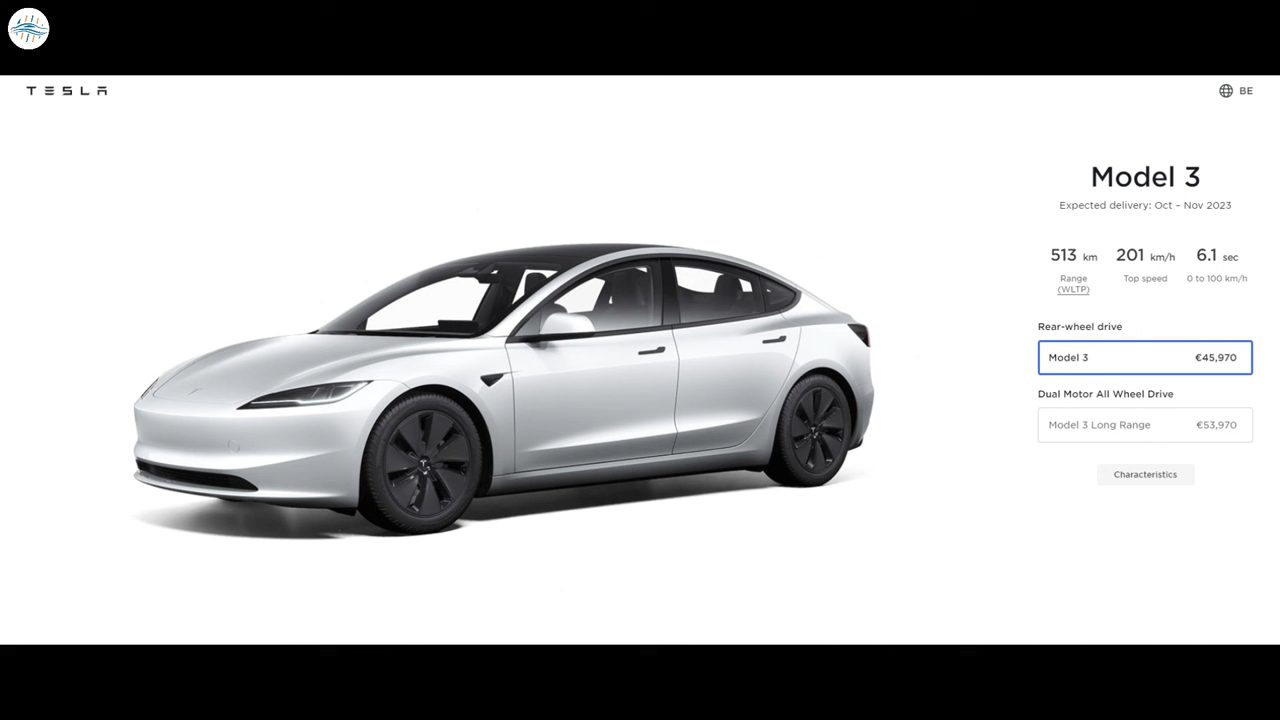 TESLA
BE
Model 3
Expected delivery: Oct – Nov 2023
513 km
201 km/h
6.1 sec
Range
(WLTP)
Top speed
0 to 100 km/h
Rear-wheel drive
Model 3 €45,970
Dual Motor All Wheel Drive
Model 3 Long Range €53,970
Characteristics